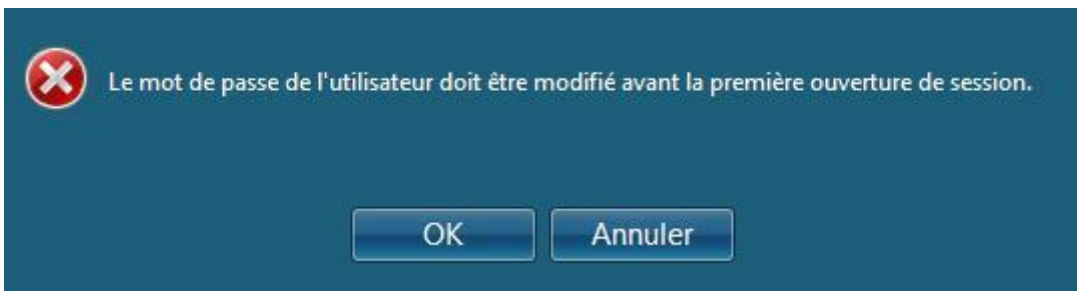 Le mot de passe de l'utilisateur doit être modifié avant la première ouverture de session.
OK
Annuler